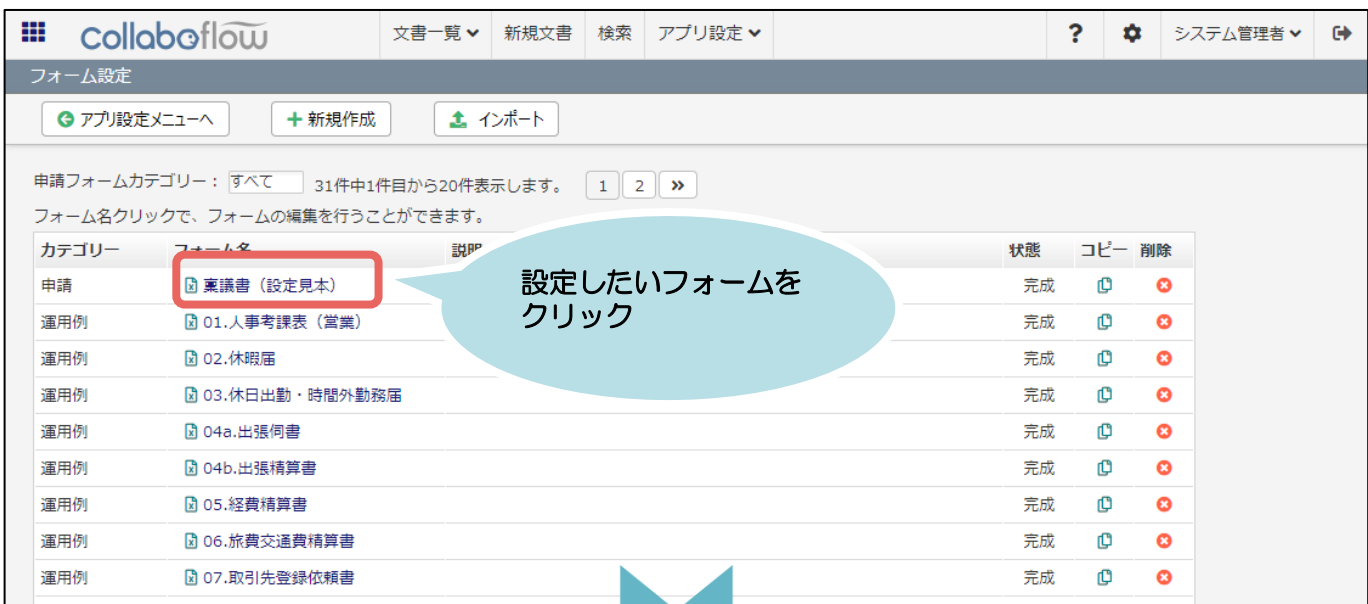 collaboflow 文書一覧 新規文書 検索 アプリ設定 ? システム管理者
フォーム設定
アプリ設定メニューへ 新規作成 インポート
申請フォームカテゴリー： すべて 31件中1件目から20件表示します。 1 2 »
フォーム名クリックで、フォームの編集を行うことができます。
カテゴリー フォーム名 説明 状態 コピー 削除
設定したいフォームを
クリック
申請 稟議書（設定見本） 完成
運用例 01.人事考課表（営業） 完成
運用例 02.休暇届 完成
運用例 03.休日出勤・時間外勤務届 完成
運用例 04a.出張伺書 完成
運用例 04b.出張精算書 完成
運用例 05.経費精算書 完成
運用例 06.旅費交通費精算書 完成
運用例 07.取引先登録依頼書 完成